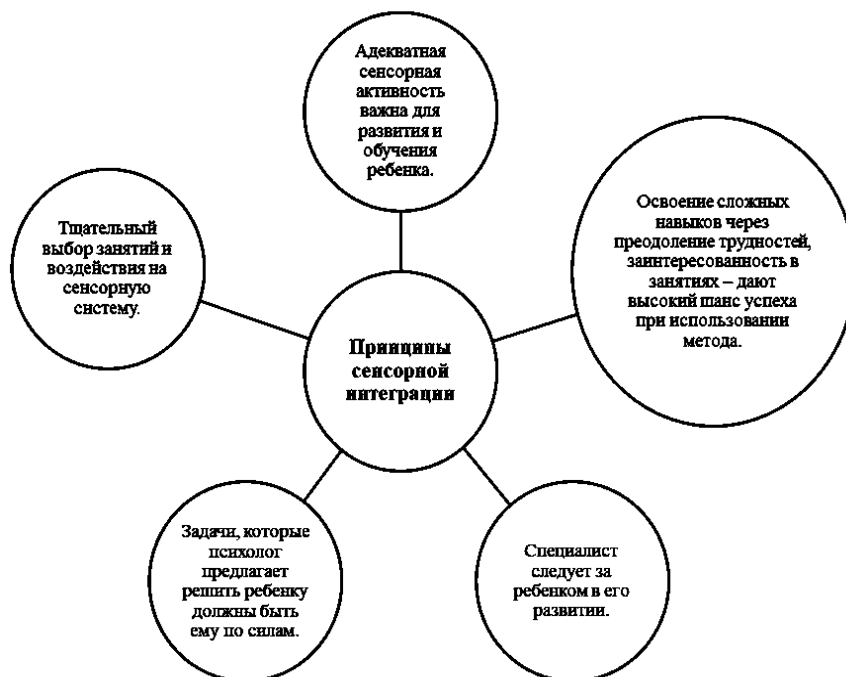 Адекватная
сенсорная
активность
важна для
развития и
обучения
ребенка.
Тщательный
выбор занятий и
воздействия на
сенсорную
систему.
Освоение сложных
навыков через
преодоление трудностей,
заинтересованность в
занятиях – дают
высокий шанс успеха
при использовании
метода.
Принципы
сенсорной
интеграции
Задачи, которые
психолог
предлагает
решить ребенку
должны быть
ему по силам.
Специалист
следует за
ребенком в его
развитии.